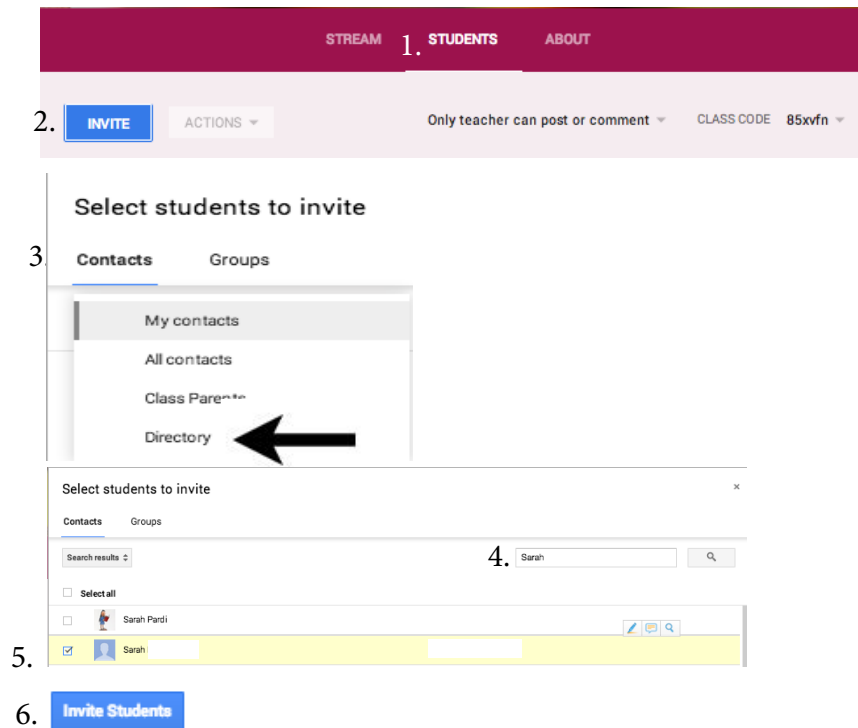 STREAM 1. STUDENTS ABOUT
2. INVITE ACTIONS Only teacher can post or comment CLASS CODE 85xvfn
Select students to invite
3. Contacts Groups
My contacts
All contacts
Class Parents
Directory
Select students to invite ×
Contacts Groups
Search results 4. Sarah
Select all
Sarah Pardi
5. Sarah
6. Invite Students